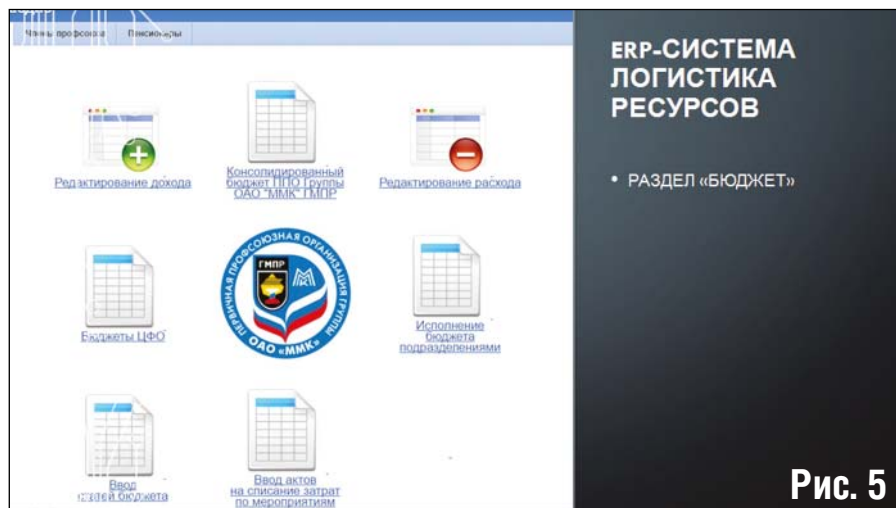 Члены профсоюза Пенсионеры
Редактирование дохода
Консолидированный
бюджет ППО Группы
ОАО "ММК" ГМПР
Редактирование расхода
Бюджеты ЦФО
ПЕРВИЧНАЯ ПРОФСОЮЗНАЯ ОРГАНИЗАЦИЯ ГРУППЫ
ОАО «ММК»
ГМПР
Исполнение
бюджета
подразделениями
Ввод
статей бюджета
Ввод актов
на списание затрат
по мероприятиям
ERP-СИСТЕМА
ЛОГИСТИКА
РЕСУРСОВ
• РАЗДЕЛ «БЮДЖЕТ»
Рис. 5